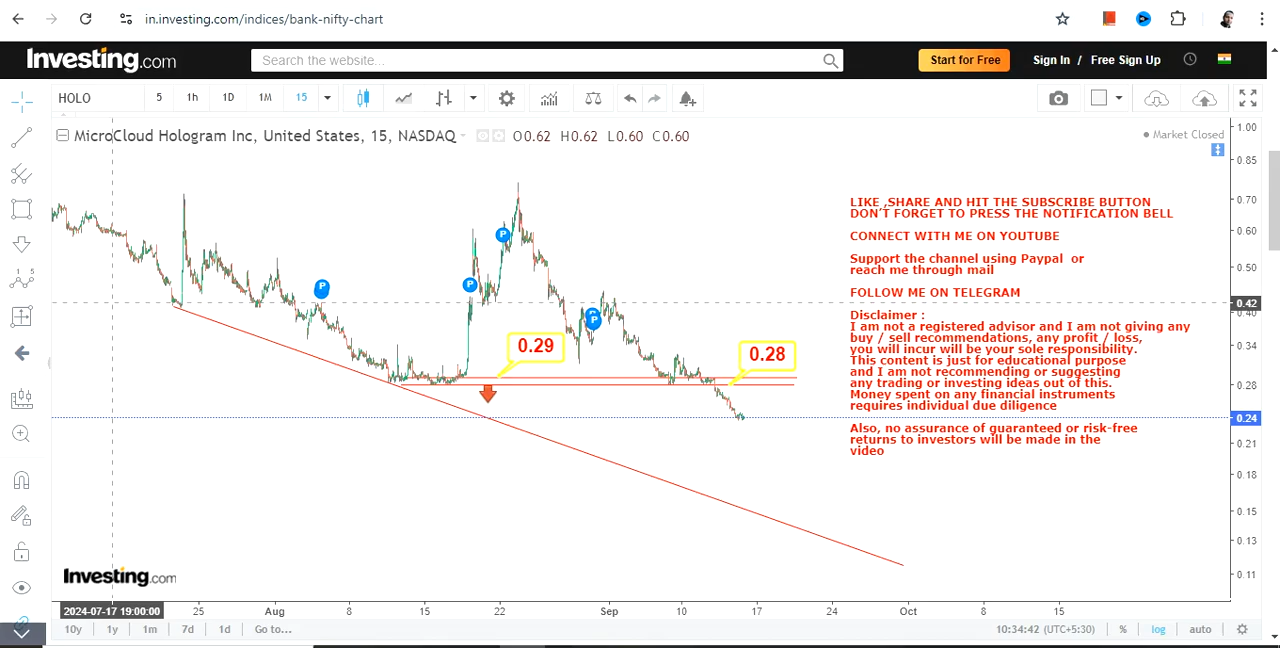 in.investing.com/indices/bank-nifty-chart
Investing.com
Search the website...
Start for Free
Sign In / Free Sign Up
HOLO
5 1h 1D 1M 15
MicroCloud Hologram Inc, United States, 15, NASDAQ
O0.62 H0.62 L0.60 C0.60
Market Closed
1.00
0.85
0.70
0.60
0.50
0.42
0.40
0.34
0.28
0.24
0.21
0.18
0.15
0.13
0.11
P
P
P
P
0.29
0.28
LIKE ,SHARE AND HIT THE SUBSCRIBE BUTTON
DON'T FORGET TO PRESS THE NOTIFICATION BELL
CONNECT WITH ME ON YOUTUBE
Support the channel using Paypal or
reach me through mail
FOLLOW ME ON TELEGRAM
Disclaimer :
I am not a registered advisor and I am not giving any
buy / sell recommendations, any profit / loss,
you will incur will be your sole responsibility.
This content is just for educational purpose
and I am not recommending or suggesting
any trading or investing ideas out of this.
Money spent on any financial instruments
requires individual due diligence
Also, no assurance of guaranteed or risk-free
returns to investors will be made in the
video
Investing.com
2024-07-17 19:00:00 25 Aug 8 15 22 Sep 10 17 24 Oct 8 15
10y 1y 1m 7d 1d Go to...
10:34:42 (UTC+5:30) % log auto